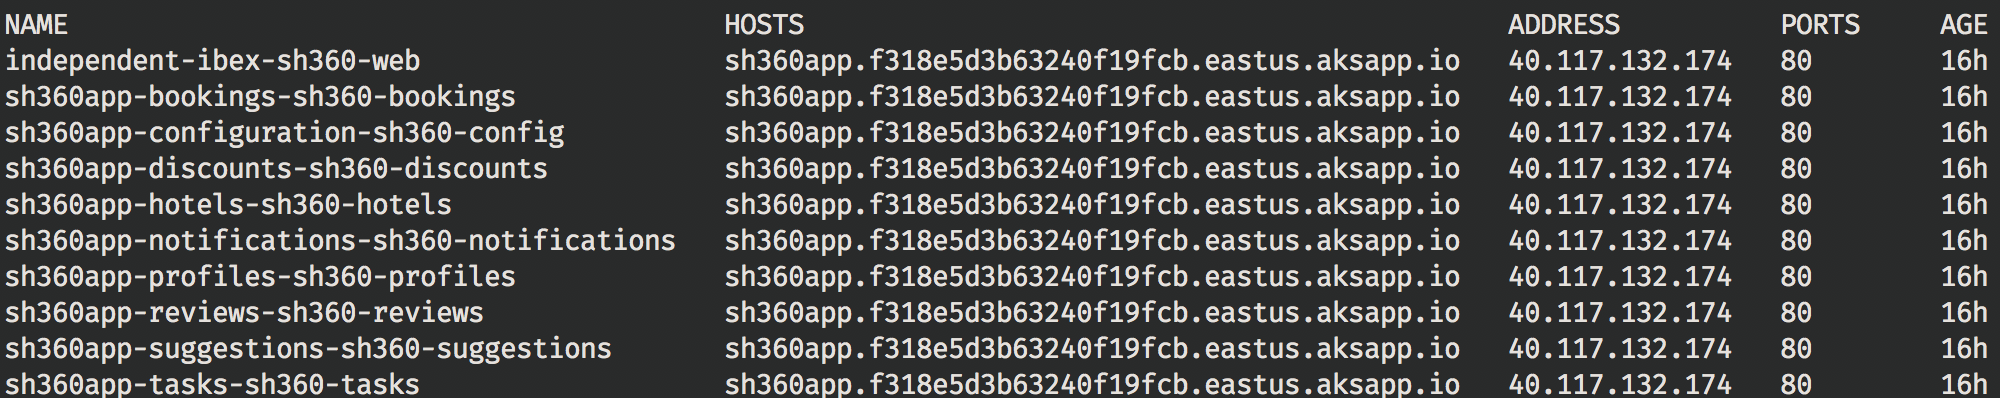 NAME HOSTS ADDRESS PORTS AGE
independent-ibex-sh360-web sh360app.f318e5d3b63240f19fcb.eastus.aksapp.io 40.117.132.174 80 16h
sh360app-bookings-sh360-bookings sh360app.f318e5d3b63240f19fcb.eastus.aksapp.io 40.117.132.174 80 16h
sh360app-configuration-sh360-config sh360app.f318e5d3b63240f19fcb.eastus.aksapp.io 40.117.132.174 80 16h
sh360app-discounts-sh360-discounts sh360app.f318e5d3b63240f19fcb.eastus.aksapp.io 40.117.132.174 80 16h
sh360app-hotels-sh360-hotels sh360app.f318e5d3b63240f19fcb.eastus.aksapp.io 40.117.132.174 80 16h
sh360app-notifications-sh360-notifications sh360app.f318e5d3b63240f19fcb.eastus.aksapp.io 40.117.132.174 80 16h
sh360app-profiles-sh360-profiles sh360app.f318e5d3b63240f19fcb.eastus.aksapp.io 40.117.132.174 80 16h
sh360app-reviews-sh360-reviews sh360app.f318e5d3b63240f19fcb.eastus.aksapp.io 40.117.132.174 80 16h
sh360app-suggestions-sh360-suggestions sh360app.f318e5d3b63240f19fcb.eastus.aksapp.io 40.117.132.174 80 16h
sh360app-tasks-sh360-tasks sh360app.f318e5d3b63240f19fcb.eastus.aksapp.io 40.117.132.174 80 16h